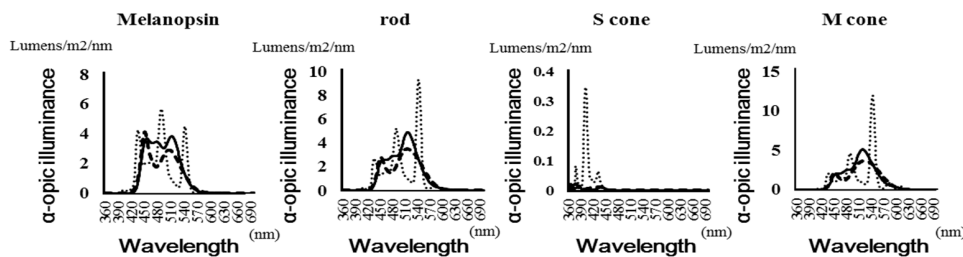 Melanopsin
Lumens/m2/nm
α-opic illuminance
8
6
4
2
0
360 390 420 450 480 510 540 570 600 630 660 690
(nm)
Wavelength
rod
Lumens/m2/nm
α-opic illuminance
10
8
6
4
2
0
360 390 420 450 480 510 540 570 600 630 660 690
(nm)
Wavelength
S cone
Lumens/m2/nm
α-opic illuminance
0.4
0.3
0.2
0.1
0
360 390 420 450 480 510 540 570 600 630 660 690
(nm)
Wavelength
M cone
Lumens/m2/nm
α-opic illuminance
15
10
5
0
360 390 420 450 480 510 540 570 600 630 660 690
(nm)
Wavelength